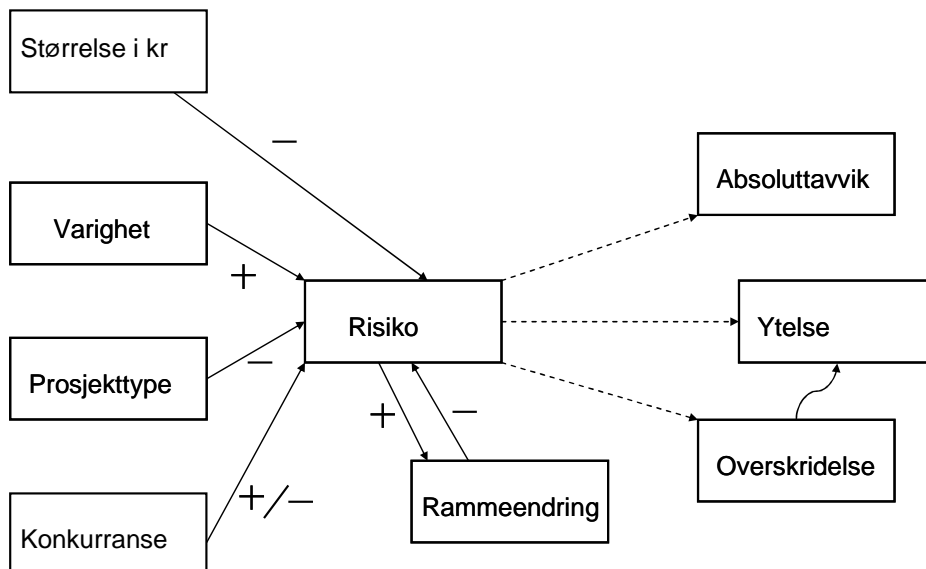 Størrelse i kr
–
Absoluttavvik
Varighet
+
Risiko
Ytelse
Prosjekttype
–
+
–
Overskridelse
+/–
Rammeendring
Konkurranse